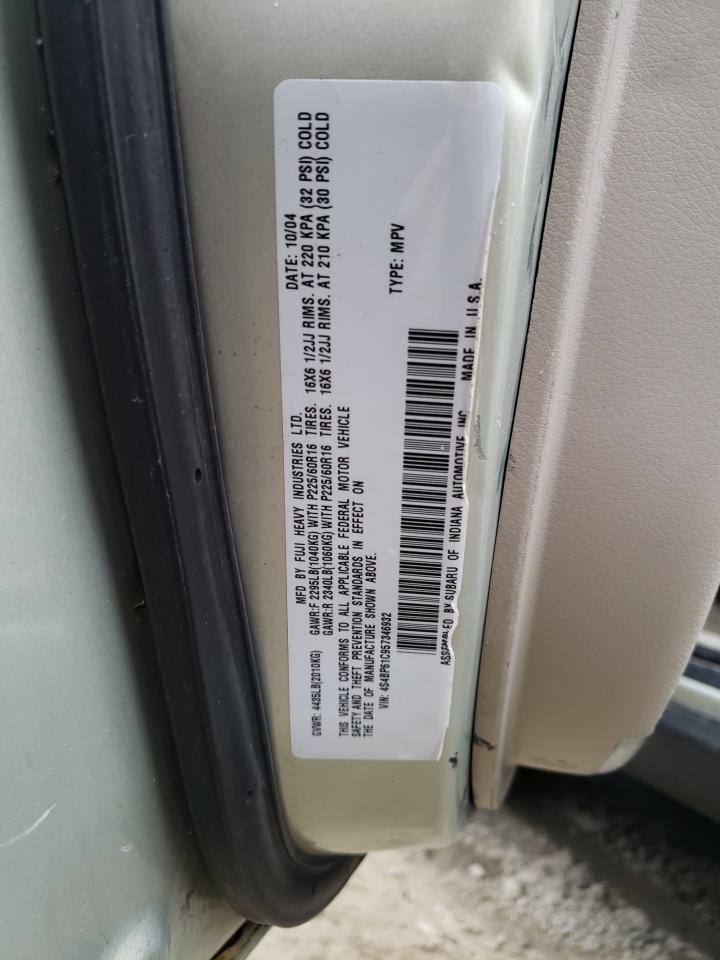 MFD BY FUJI HEAVY INDUSTRIES LTD. DATE: 10/04
GVWR: 4435LB(2010KG) GAWR:F 2295LB(1040KG) WITH P225/60R16 TIRES. 16X6 1/2JJ RIMS. AT 220 KPA (32 PSI) COLD
GAWR:R 2340LB(1060KG) WITH P225/60R16 TIRES. 16X6 1/2JJ RIMS. AT 210 KPA (30 PSI) COLD
THIS VEHICLE CONFORMS TO ALL APPLICABLE FEDERAL MOTOR VEHICLE
SAFETY AND THEFT PREVENTION STANDARDS IN EFFECT ON
THE DATE OF MANUFACTURE SHOWN ABOVE.
VIN: 4S4BP61C957346932 TYPE: MPV
ASSEMBLED BY SUBARU OF INDIANA AUTOMOTIVE INC. MADE IN U.S.A.